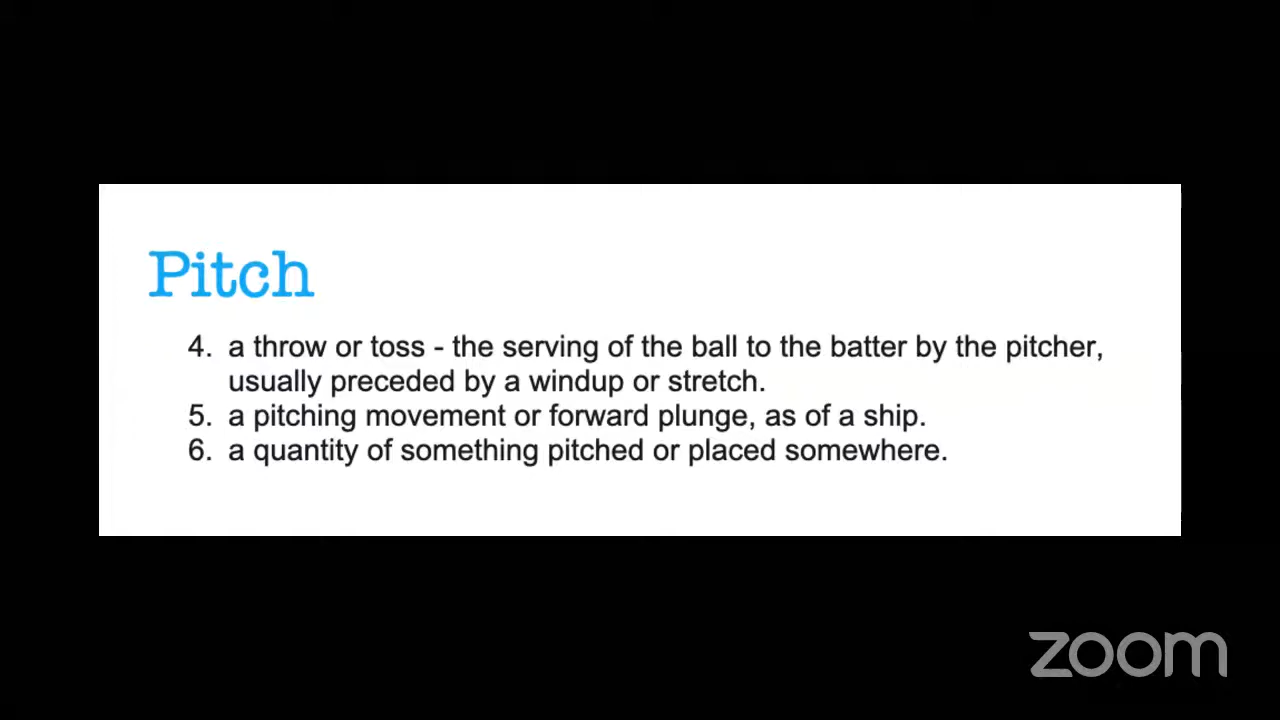 Pitch
4. a throw or toss - the serving of the ball to the batter by the pitcher,
usually preceded by a windup or stretch.
5. a pitching movement or forward plunge, as of a ship.
6. a quantity of something pitched or placed somewhere.
zoom